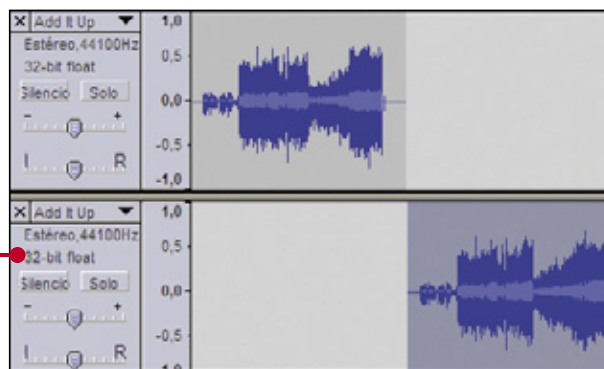 Add It Up
Estéreo,44100Hz
32-bit float
Silencio Solo
- +
I R
1,0
0,5
0,0
-0,5
-1,0
Add It Up
Estéreo,44100Hz
32-bit float
Silencio Solo
- +
I R
1,0
0,5
0,0
-0,5
-1,0